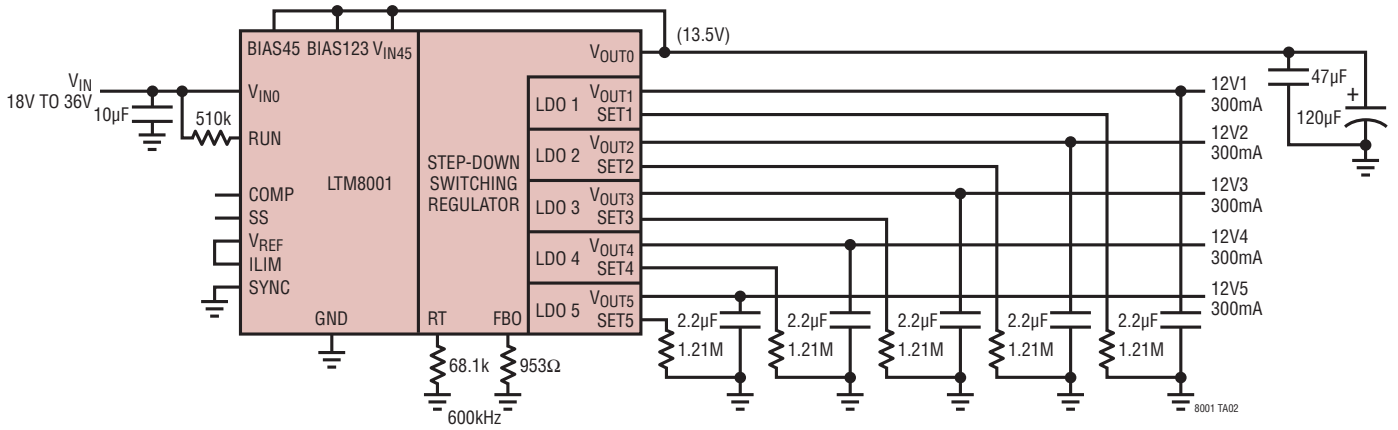 BIAS45 BIAS123 VIN45
VOUT0
(13.5V)
VIN
18V TO 36V
10µF
510k
VIN0
RUN
COMP
SS
VREF
ILIM
SYNC
LTM8001
GND
STEP-DOWN
SWITCHING
REGULATOR
RT
FBO
68.1k
600kHz
953Ω
LDO 1
VOUT1
SET1
LDO 2
VOUT2
SET2
LDO 3
VOUT3
SET3
LDO 4
VOUT4
SET4
LDO 5
VOUT5
SET5
12V1
300mA
12V2
300mA
12V3
300mA
12V4
300mA
12V5
300mA
47µF
+
120µF
2.2µF
1.21M
2.2µF
1.21M
2.2µF
1.21M
2.2µF
1.21M
2.2µF
1.21M
8001 TA02